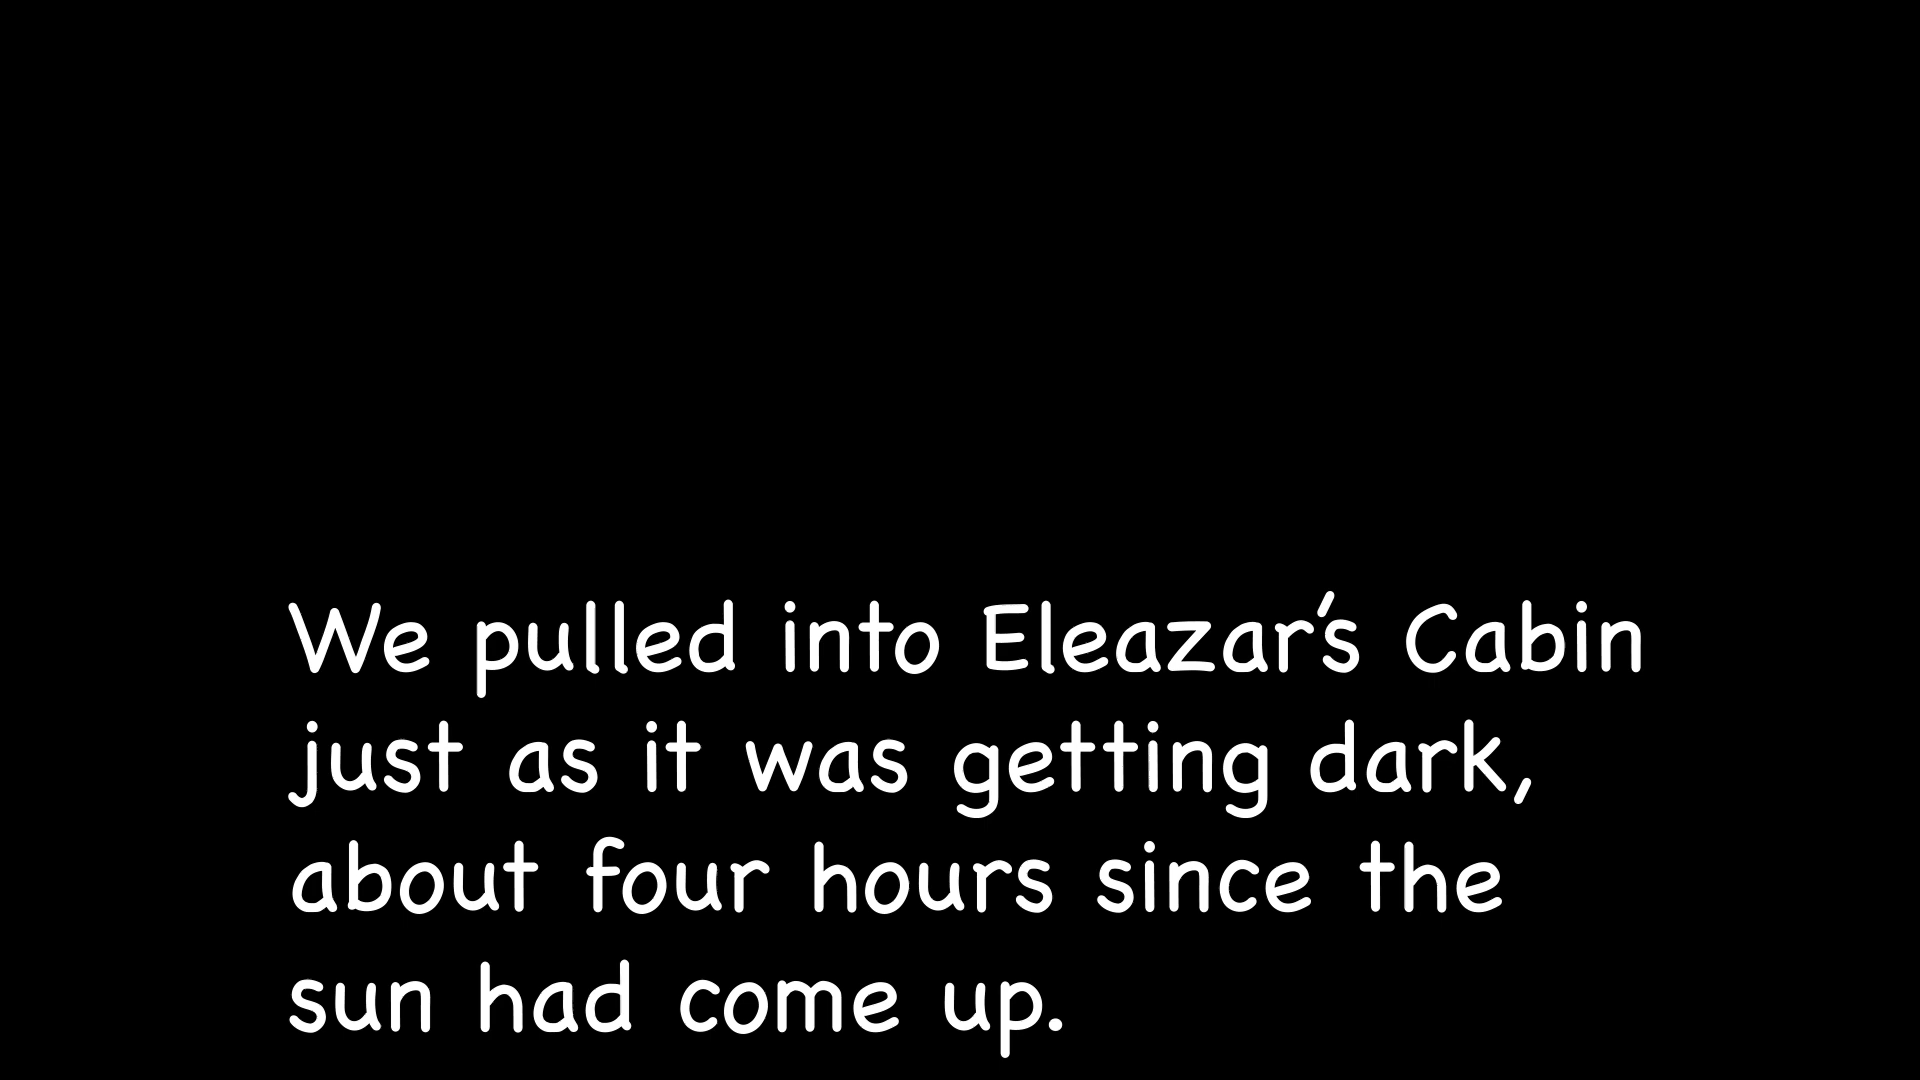 We pulled into Eleazar's Cabin
just as it was getting dark,
about four hours since the
sun had come up.